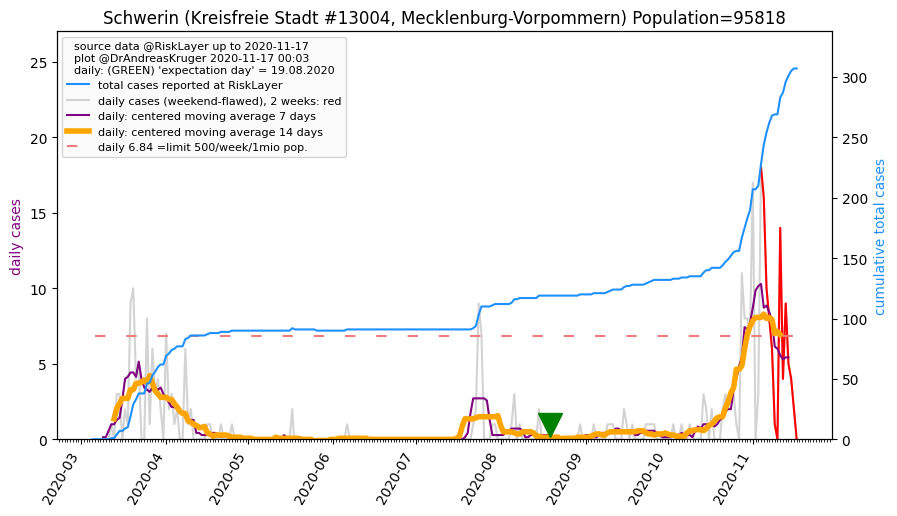 Schwerin (Kreisfreie Stadt #13004, Mecklenburg-Vorpommern) Population=95818
source data @RiskLayer up to 2020-11-17
plot @DrAndreasKruger 2020-11-17 00:03
daily: (GREEN) 'expectation day' = 19.08.2020
total cases reported at RiskLayer
daily cases (weekend-flawed), 2 weeks: red
daily: centered moving average 7 days
daily: centered moving average 14 days
daily 6.84 =limit 500/week/1mio pop.
daily cases
25
20
15
10
5
0
cumulative total cases
300
250
200
150
100
50
0
2020-03
2020-04
2020-05
2020-06
2020-07
2020-08
2020-09
2020-10
2020-11